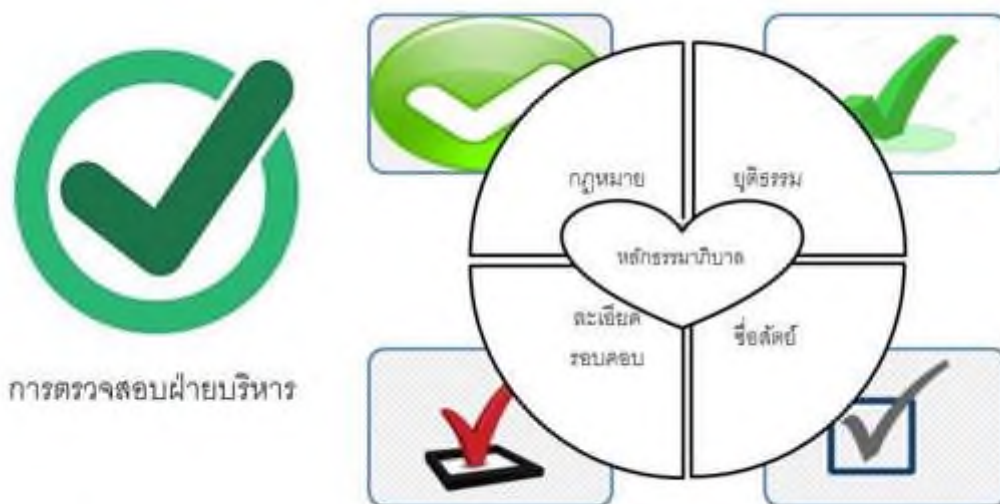 กฎหมาย
ยุติธรรม
หลักธรรมาภิบาล
ละเอียด
รอบคอบ
ซื่อสัตย์
การตรวจสอบฝ่ายบริหาร